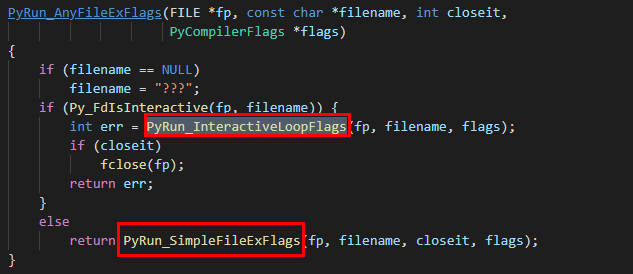 PyRun_AnyFileExFlags(FILE *fp, const char *filename, int closeit,
PyCompilerFlags *flags)
{
if (filename == NULL)
filename = "???";
if (Py_FdIsInteractive(fp, filename)) {
int err = PyRun_InteractiveLoopFlags(fp, filename, flags);
if (closeit)
fclose(fp);
return err;
}
else
return PyRun_SimpleFileExFlags(fp, filename, closeit, flags);
}